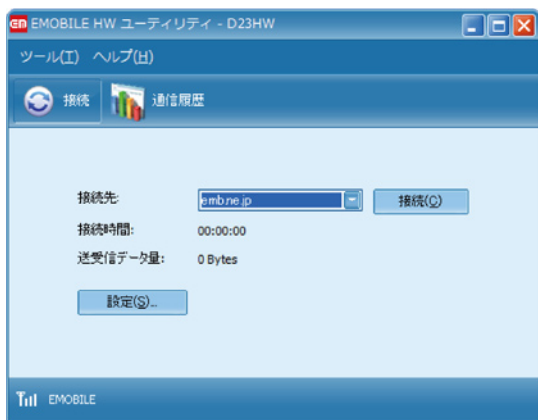 EMOBILE HW ユーティリティ - D23HW
ツール(T) ヘルプ(H)
接続 通信履歴
接続先: emb.ne.jp 接続(C)
接続時間: 00:00:00
送受信データ量: 0 Bytes
設定(S)...
EMOBILE